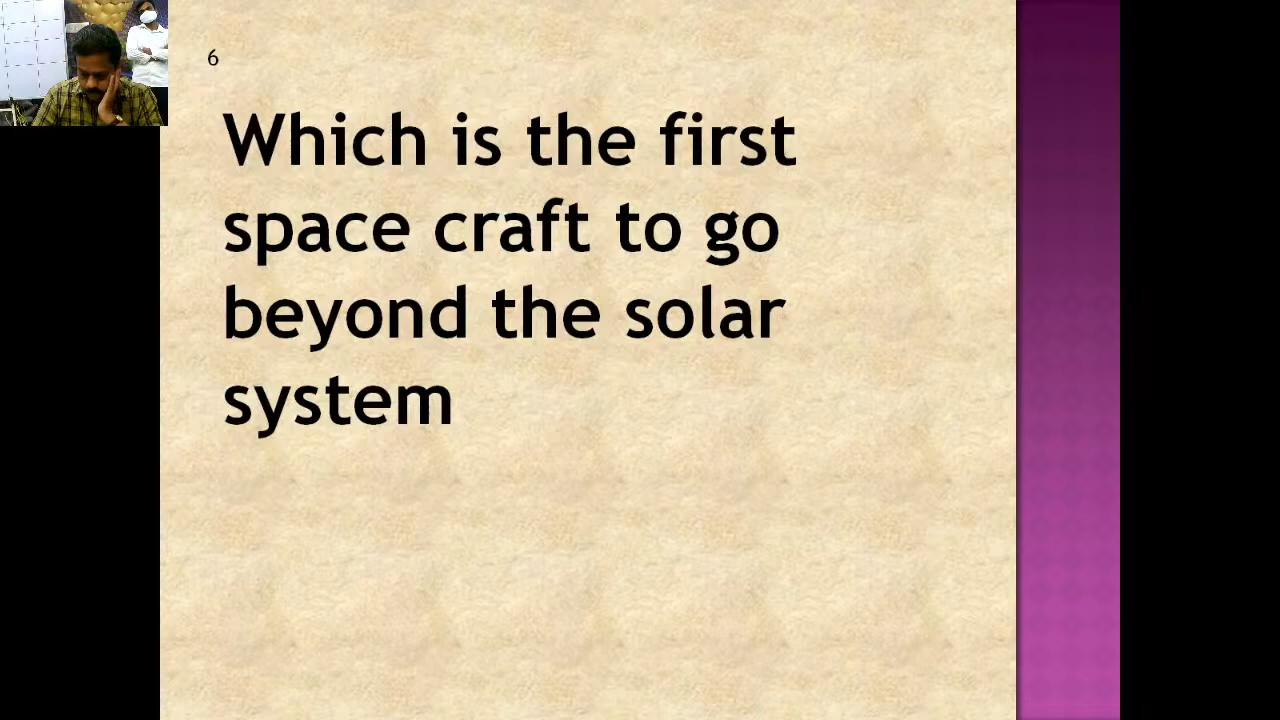 6
Which is the first
space craft to go
beyond the solar
system